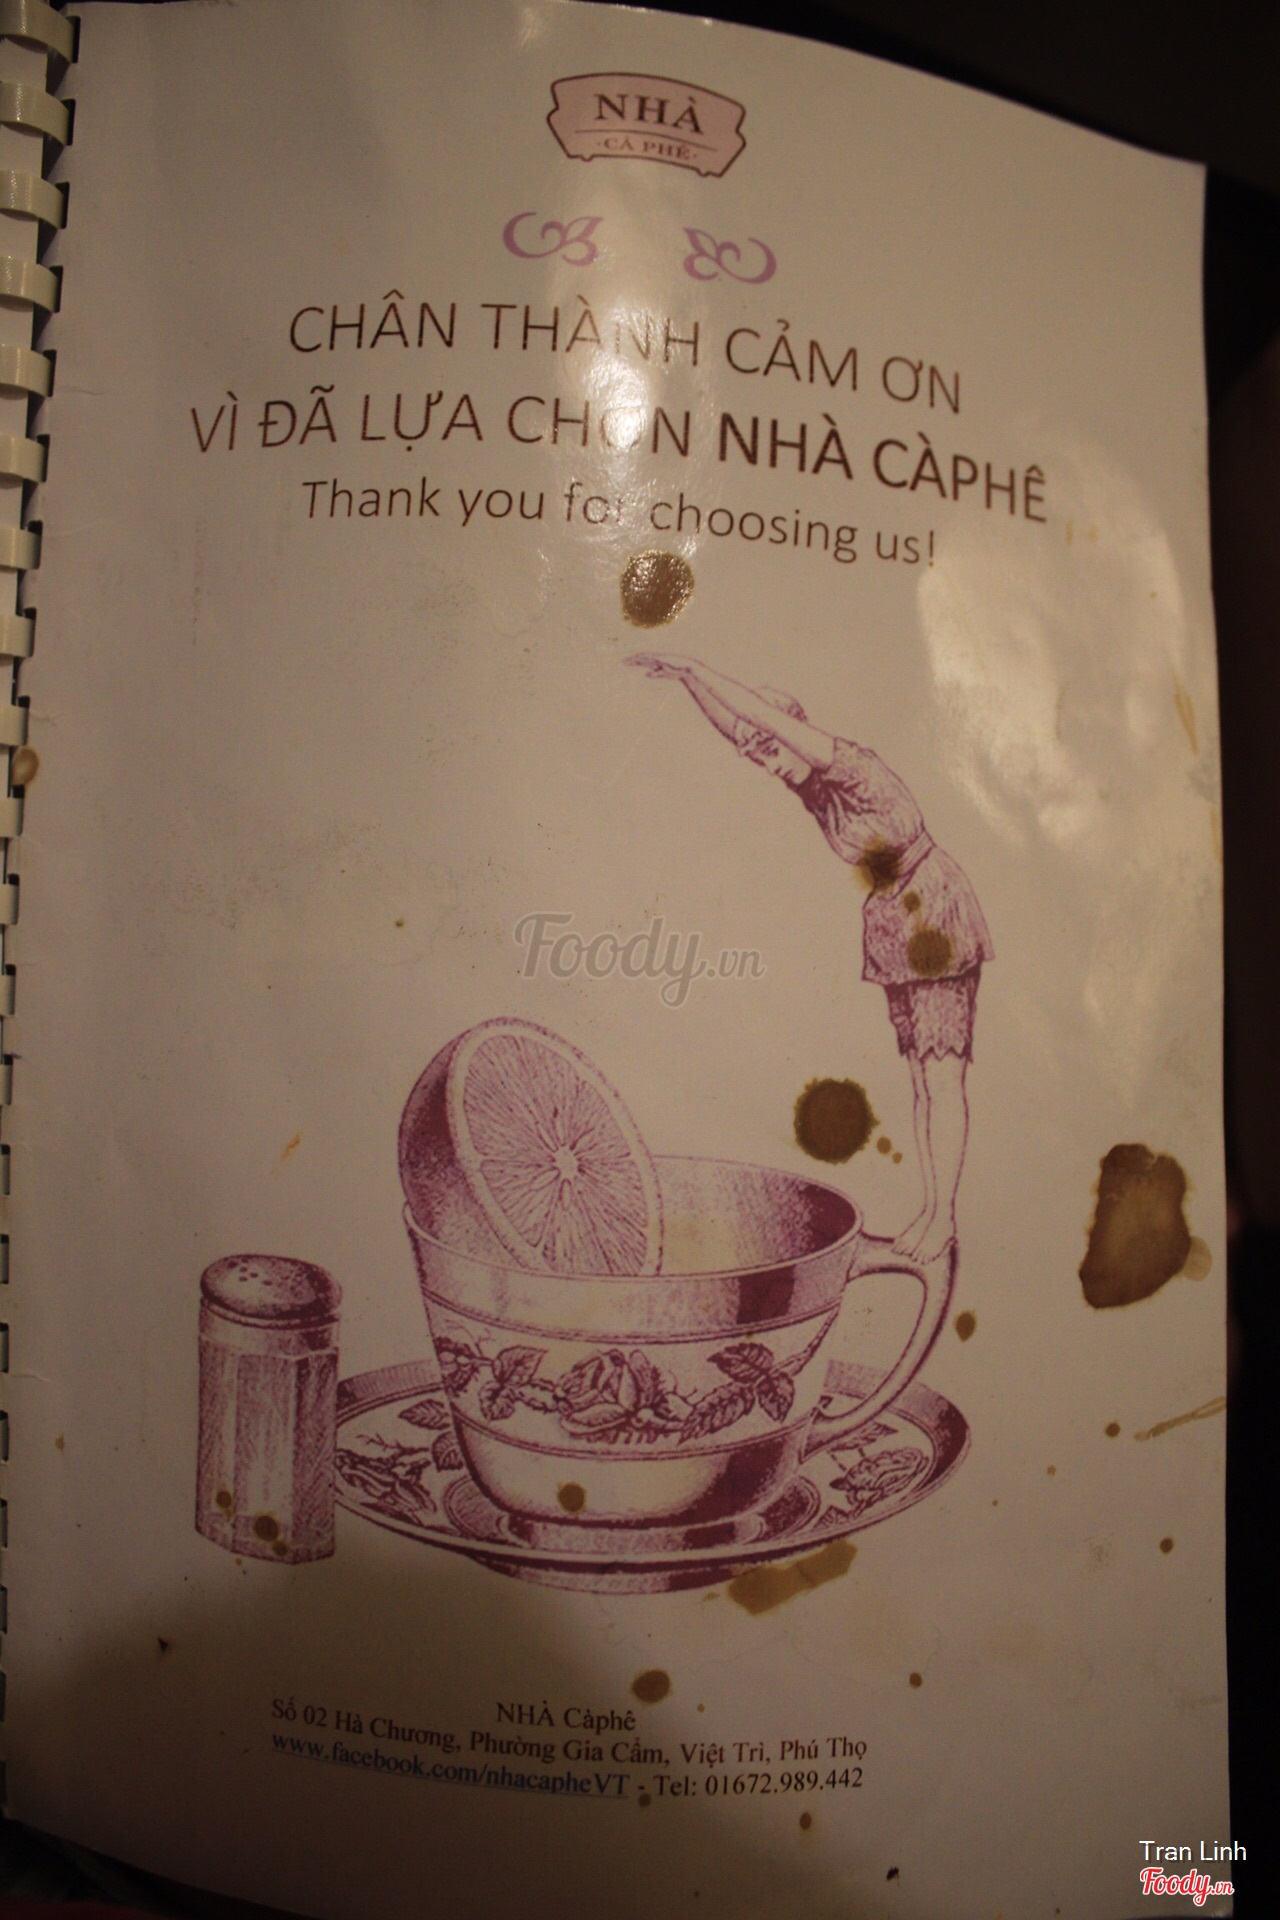 NHÀ
·CÀ PHÊ·
CHÂN THÀNH CẢM ƠN
VÌ ĐÃ LỰA CHỌN NHÀ CÀPHÊ
Thank you for choosing us!
Foody.vn
NHÀ Càphê
Số 02 Hà Chương, Phường Gia Cẩm, Việt Trì, Phú Thọ
www.facebook.com/nhacapheVT - Tel: 01672.989.442
Tran Linh
Foody.vn